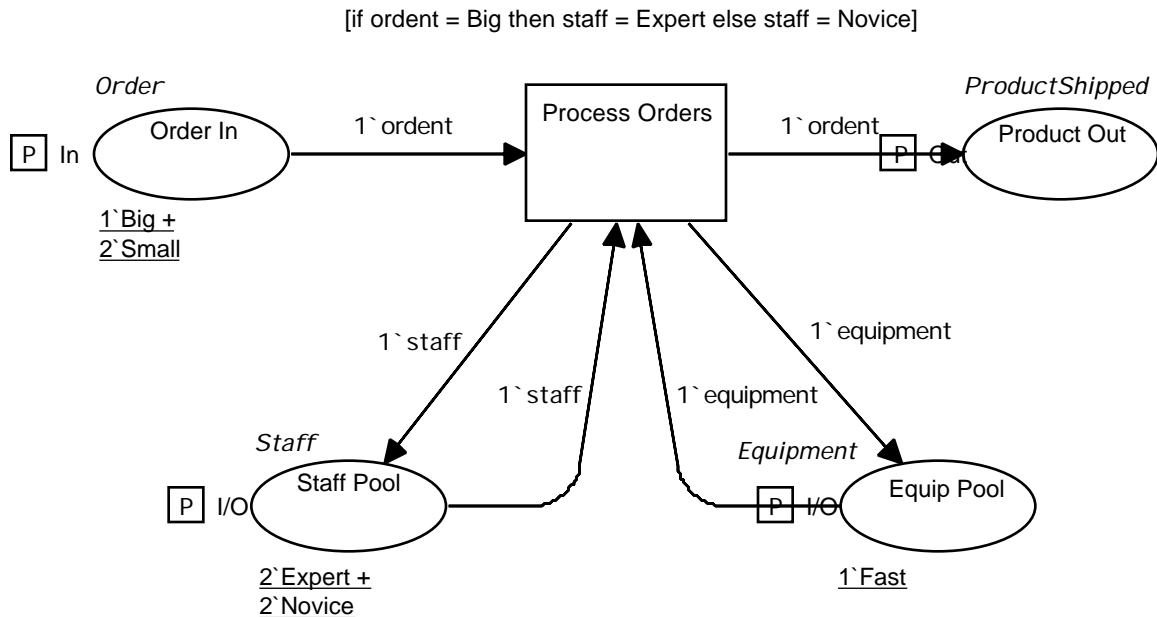 [if ordent = Big then staff = Expert else staff = Novice]
Order
ProductShipped
P In
Order In
1`ordent
Process Orders
1`ordent
P Out
Product Out
1`Big +
2`Small
1`staff
1`equipment
1`staff
1`equipment
Staff
Equipment
P I/O
Staff Pool
P I/O
Equip Pool
2`Expert +
2`Novice
1`Fast